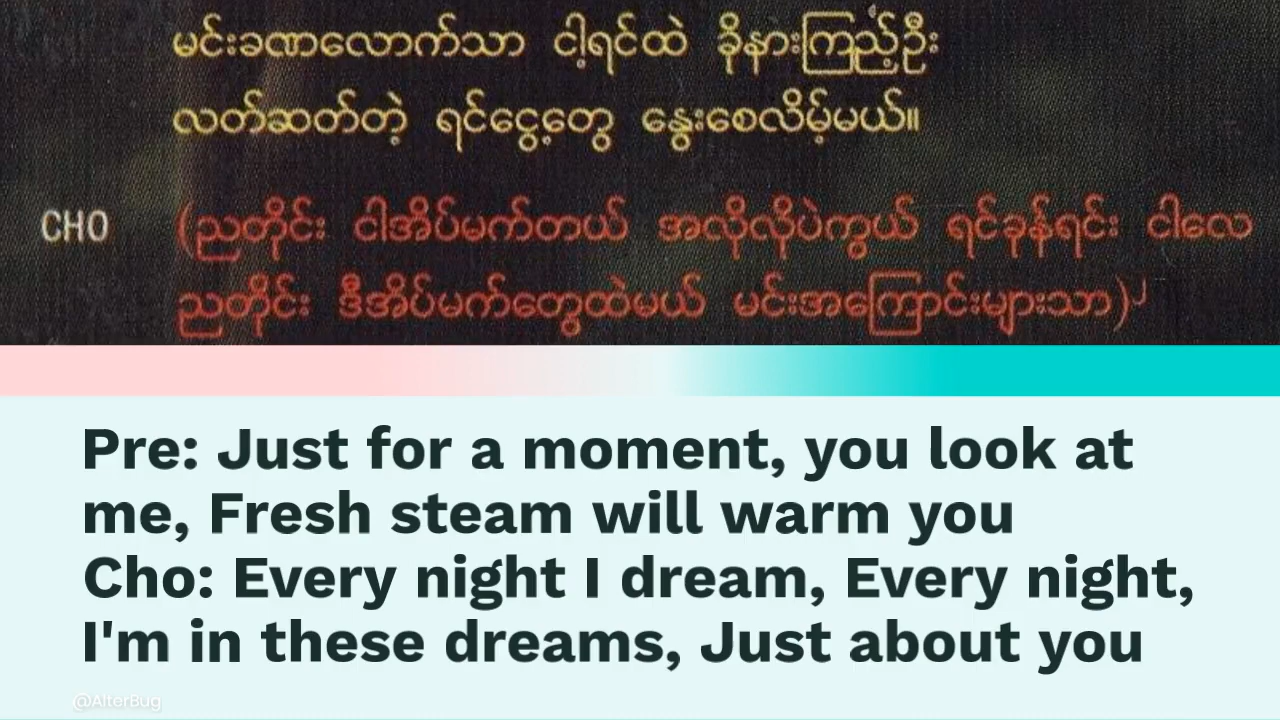 မင်းခဏလောက်သာ ငါ့ရင်ထဲ ခိုနားကြည့်ဦး
လတ်ဆတ်တဲ့ ရင်ငွေ့တွေ နွေးစေလိမ့်မယ်။
CHO (ညတိုင်း ငါအိပ်မက်တယ် အလိုလိုပဲကွယ် ရင်ခုန်ရင်း ငါလေ
ညတိုင်း ဒီအိပ်မက်တွေထဲမယ် မင်းအကြောင်းများသာ)၂
Pre: Just for a moment, you look at
me, Fresh steam will warm you
Cho: Every night I dream, Every night,
I'm in these dreams, Just about you
@AlterBug